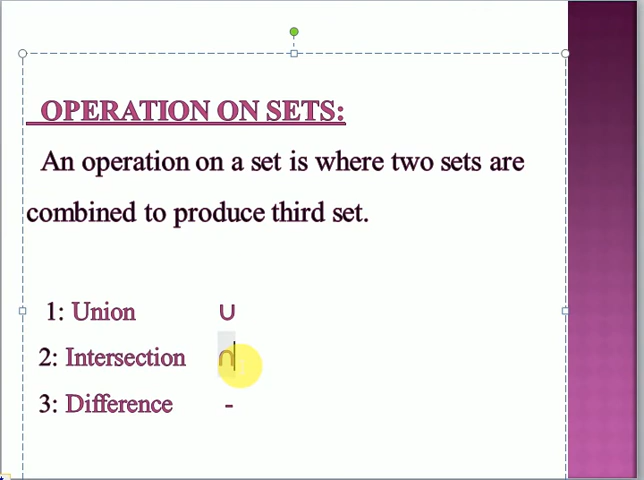 OPERATION ON SETS:
An operation on a set is where two sets are
combined to produce third set.
1: Union ∪
2: Intersection ∩
3: Difference -